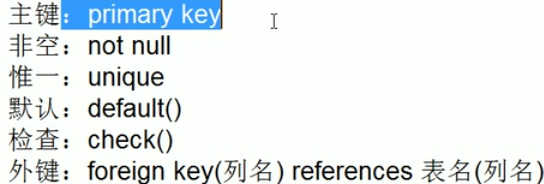 主键：primary key
非空：not null
惟一：unique
默认：default()
检查：check()
外键：foreign key(列名) references 表名(列名)